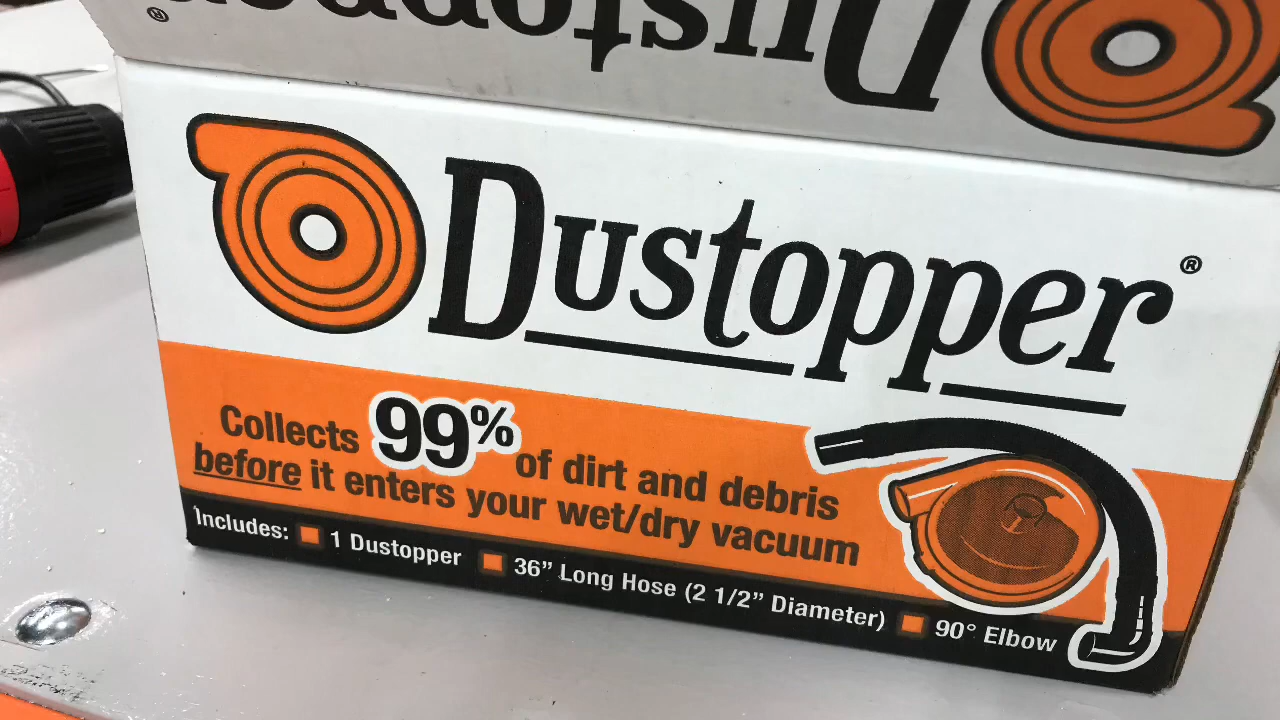 Dustopper
Dustopper®
Collects 99% of dirt and debris
before it enters your wet/dry vacuum
Includes: 1 Dustopper 36” Long Hose (2 1/2” Diameter) 90° Elbow